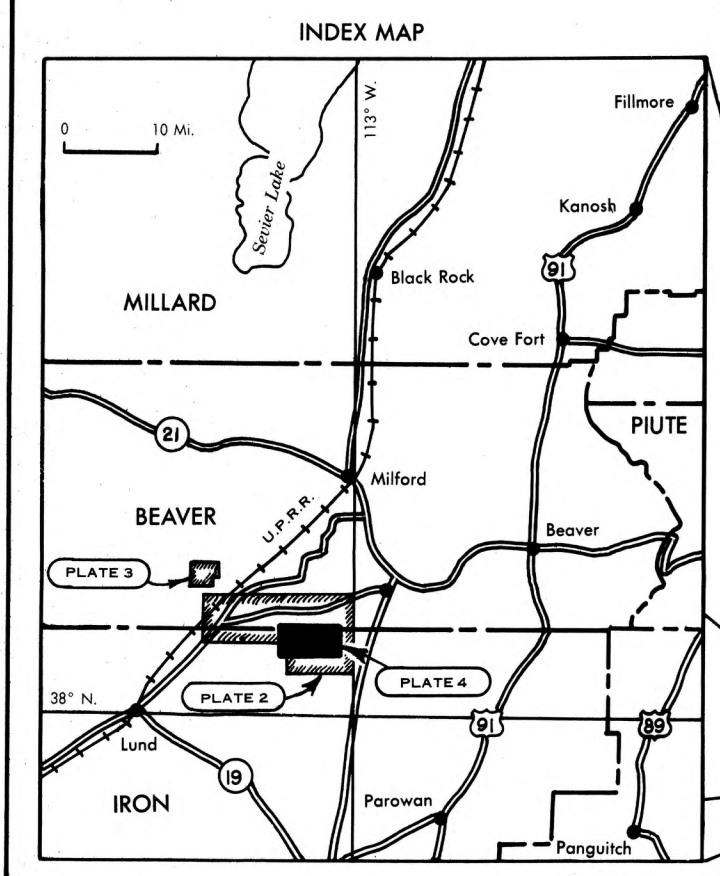 INDEX MAP
0 10 Mi.
Sevier Lake
113° W.
Fillmore
Kanosh
91
Black Rock
MILLARD
Cove Fort
PIUTE
21
Milford
BEAVER
U.P.R.R.
Beaver
PLATE 3
PLATE 4
PLATE 2
38° N.
91
89
Lund
19
IRON
Parowan
Panguitch